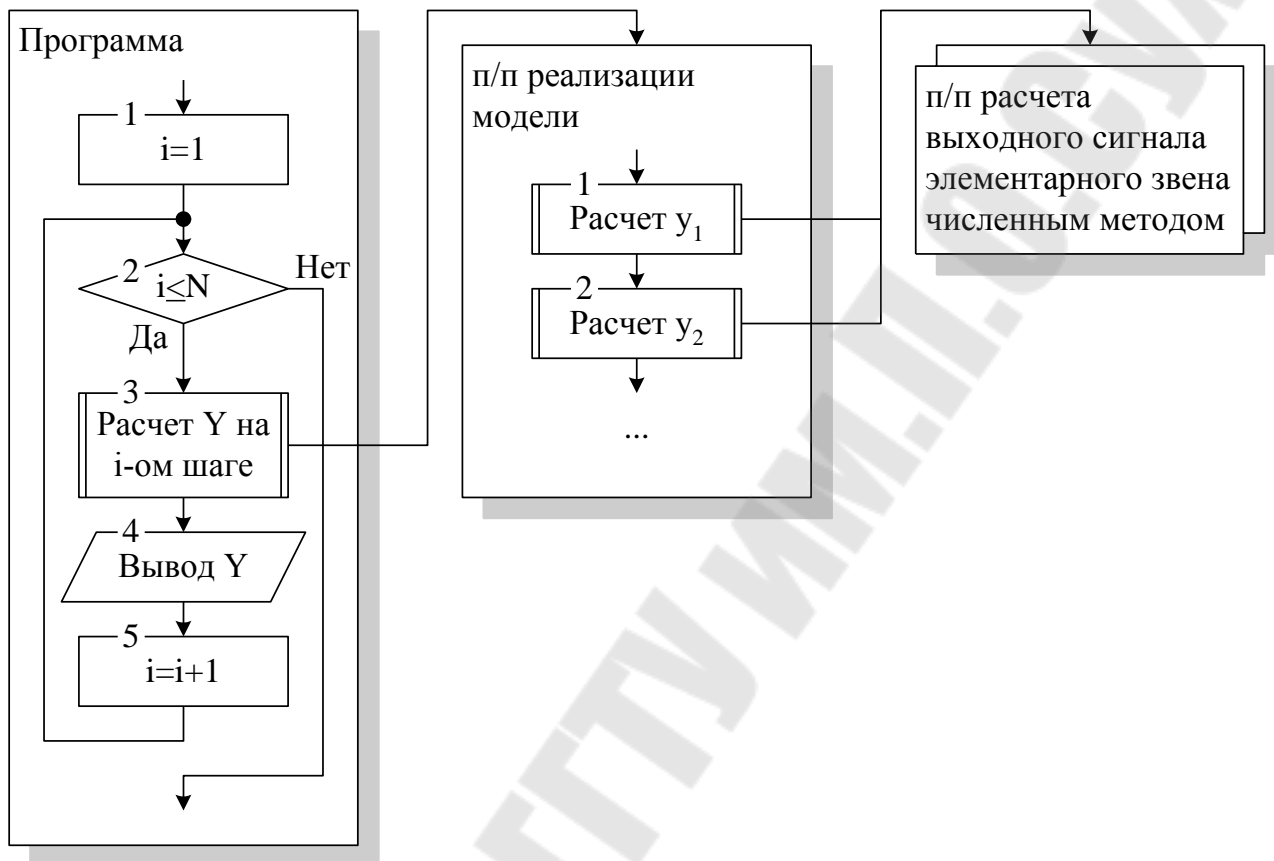 Программа
1
i=1
2
i≤N
Нет
Да
3
Расчет Y на
i-ом шаге
4
Вывод Y
5
i=i+1
п/п реализации
модели
1
Расчет y₁
2
Расчет y₂
...
п/п расчета
выходного сигнала
элементарного звена
численным методом